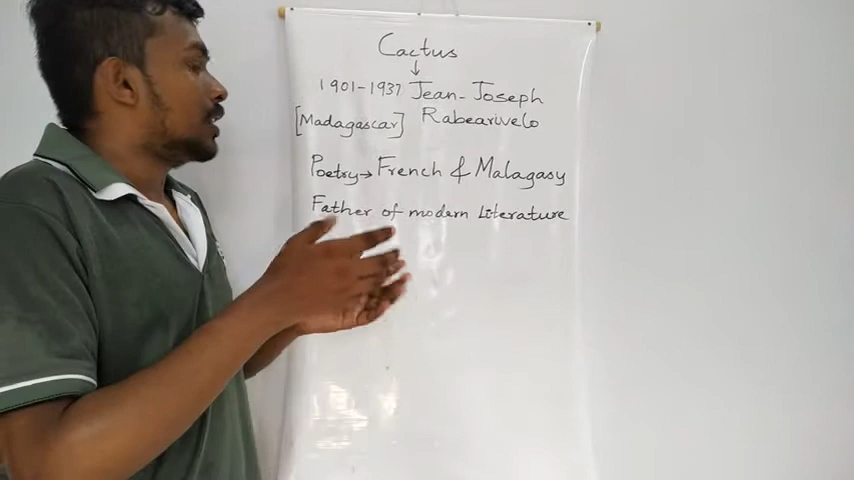 Cactus
↓
1901-1937 Jean-Joseph
[Madagascar] Rabearivelo
Poetry→French & Malagasy
Father of modern literature